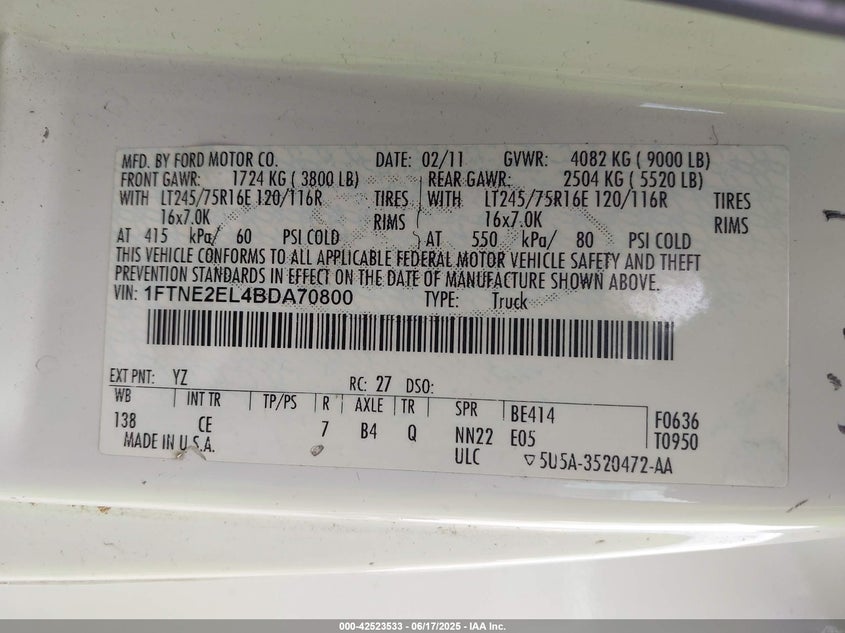 MFD. BY FORD MOTOR CO. DATE: 02/11 GVWR: 4082 KG ( 9000 LB)
FRONT GAWR: 1724 KG ( 3800 LB) REAR GAWR: 2504 KG ( 5520 LB)
WITH LT245/75R16E 120/116R TIRES WITH LT245/75R16E 120/116R TIRES
16x7.0K RIMS 16x7.0K RIMS
AT 415 kPa/ 60 PSI COLD AT 550 kPa/ 80 PSI COLD
THIS VEHICLE CONFORMS TO ALL APPLICABLE FEDERAL MOTOR VEHICLE SAFETY AND THEFT
PREVENTION STANDARDS IN EFFECT ON THE DATE OF MANUFACTURE SHOWN ABOVE.
VIN: 1FTNE2EL4BDA70800 TYPE: Truck
EXT PNT: YZ RC: 27 DSO:
WB INT TR TP/PS R AXLE TR SPR BE414 F0636
138 CE 7 B4 Q NN22 E05 T0950
MADE IN U.S.A. ULC 5U5A-3520472-AA
000-42523533 - 06/17/2025 - IAA Inc.